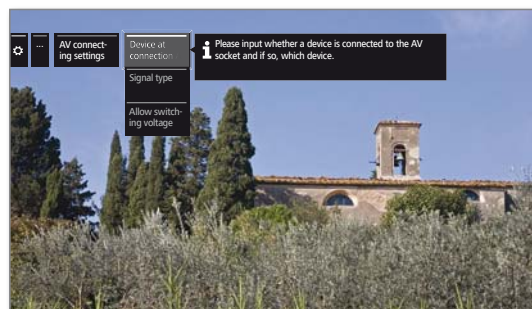 ...
AV connect-
ing settings
Device at
connection...
Signal type
Allow switch-
ing voltage
Please input whether a device is connected to the AV
socket and if so, which device.